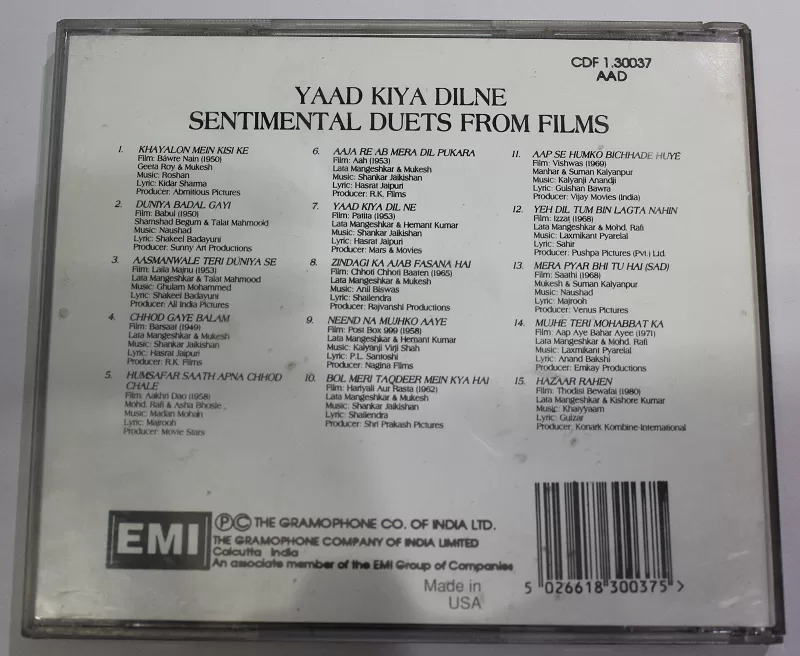 CDF 1.30037
AAD
YAAD KIYA DILNE
SENTIMENTAL DUETS FROM FILMS
1. KHAYALON MEIN KISI KE
Film: Bawre Nain (1950)
Geeta Roy & Mukesh
Music: Roshan
Lyric: Kidar Sharma
Producer: Abmitious Pictures
2. DUNIYA BADAL GAYI
Film: Babul (1950)
Shamshad Begum & Talat Mahmood
Music: Naushad
Lyric: Shakeel Badayuni
Producer: Sunny Art Productions
3. AASMANWALE TERI DUNIYA SE
Film: Laila Majnu (1953)
Lata Mangeshkar & Talat Mahmood
Music: Ghulam Mohammed
Lyric: Shakeel Badayuni
Producer: All India Pictures
4. CHHOD GAYE BALAM
Film: Barsaat (1949)
Lata Mangeshkar & Mukesh
Music: Shankar Jaikishan
Lyric: Hasrat Jaipuri
Producer: R.K. Films
5. HUMSAFAR SAATH APNA CHHOD
CHALE
Film: Aakhri Dao (1958)
Mohd. Rafi & Asha Bhosle
Music: Madan Mohan
Lyric: Majrooh
Producer: Movie Stars
6. AAJA RE AB MERA DIL PUKARA
Film: Aah (1953)
Lata Mangeshkar & Mukesh
Music: Shankar Jaikishan
Lyric: Hasrat Jaipuri
Producer: R.K. Films
7. YAAD KIYA DIL NE
Film: Patita (1953)
Lata Mangeshkar & Hemant Kumar
Music: Shankar Jaikishan
Lyric: Hasrat Jaipuri
Producer: Mars & Movies
8. ZINDAGI KA AJAB FASANA HAI
Film: Chhoti Chhoti Baaten (1965)
Lata Mangeshkar & Mukesh
Music: Anil Biswas
Lyric: Shailendra
Producer: Rajvanshi Productions
9. NEEND NA MUJHKO AAYE
Film: Post Box 999 (1958)
Lata Mangeshkar & Hemant Kumar
Music: Kalyanji Virji Shah
Lyric: P.L. Santoshi
Producer: Nagina Films
10. BOL MERI TAQDEER MEIN KYA HAI
Film: Hariyali Aur Rasta (1962)
Lata Mangeshkar & Mukesh
Music: Shankar Jaikishan
Lyric: Shailendra
Producer: Shri Prakash Pictures
11. AAP SE HUMKO BICHHADE HUYE
Film: Vishwas (1969)
Manhar & Suman Kalyanpur
Music: Kalyanji Anandji
Lyric: Gulshan Bawra
Producer: Vijay Movies (India)
12. YEH DIL TUM BIN LAGTA NAHIN
Film: Izzat (1968)
Lata Mangeshkar & Mohd. Rafi
Music: Laxmikant Pyarelal
Lyric: Sahir
Producer: Pushpa Pictures (Pvt.) Ltd.
13. MERA PYAR BHI TU HAI (SAD)
Film: Saathi (1968)
Mukesh & Suman Kalyanpur
Music: Naushad
Lyric: Majrooh
Producer: Venus Pictures
14. MUJHE TERI MOHABBAT KA
Film: Aap Aye Bahar Ayee (1971)
Lata Mangeshkar & Mohd. Rafi
Music: Laxmikant Pyarelal
Lyric: Anand Bakshi
Producer: Emkay Productions
15. HAZAAR RAHEN
Film: Thodisi Bewafai (1980)
Lata Mangeshkar & Kishore Kumar
Music: Khaiyyaam
Lyric: Gulzar
Producer: Konark Kombine-International
EMI
Ⓟ© THE GRAMOPHONE CO. OF INDIA LTD.
THE GRAMOPHONE COMPANY OF INDIA LIMITED
Calcutta India
An associate member of the EMI Group of Companies
Made in
USA
5 026618 300375 >